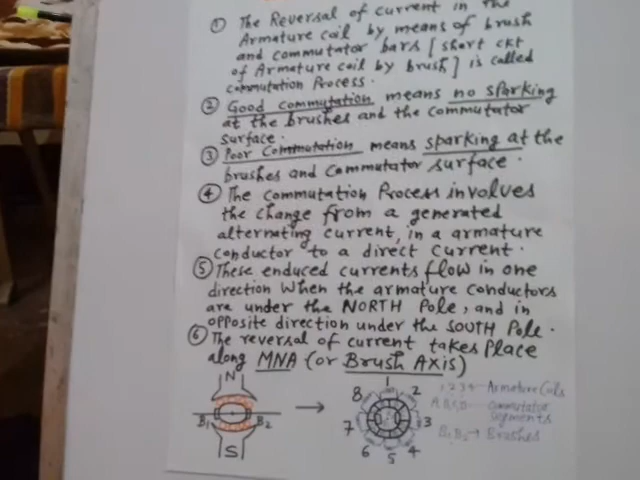 ① The Reversal of current in the
Armature coil by means of brush
and commutator bars [short ckt
of Armature coil by brush] is called
commutation Process.
② Good commutation means no sparking
at the brushes and the commutator
surface.
③ Poor Commutation means sparking at the
brushes and commutator surface.
④ The commutation Process involves
the change from a generated
alternating current, in a armature
conductor to a direct current.
⑤ These enduced currents flow in one
direction when the armature conductors
are under the NORTH Pole, and in
opposite direction under the SOUTH Pole.
⑥ The reversal of current takes Place
along MNA (or Brush Axis)
N
B1 B2
S
1
8 2
7 3
6 4
5
1,2,3,4 - Armature Coils
commutator
segments
B1, B2 → Brushes